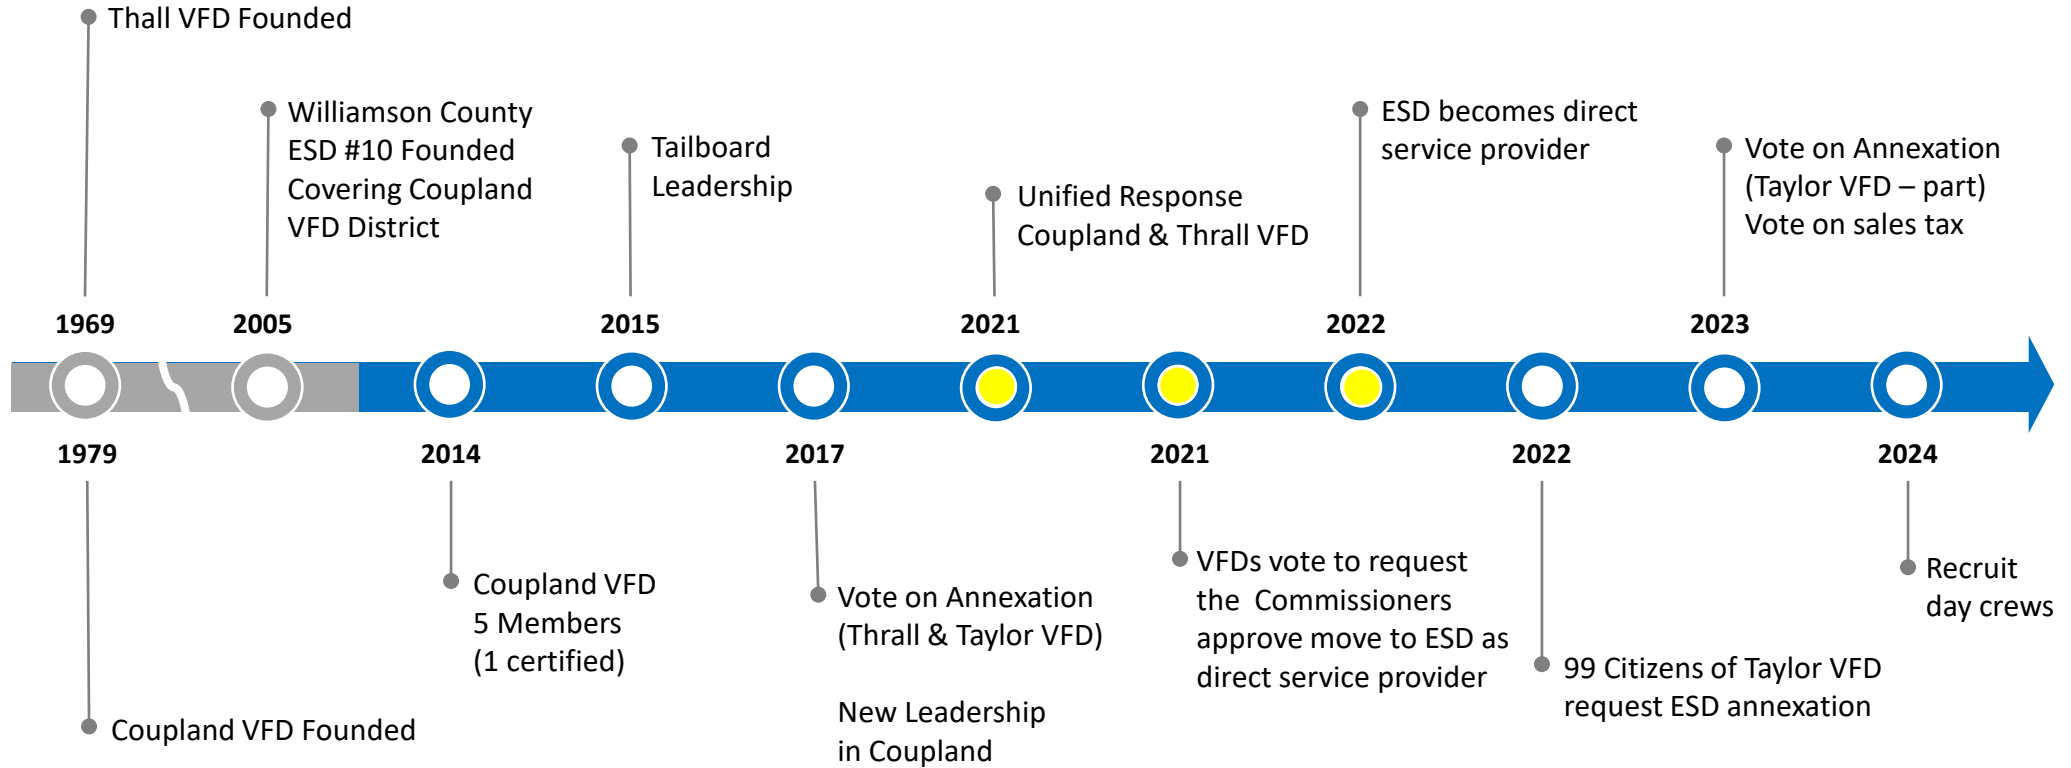 Thall VFD Founded
Williamson County
ESD #10 Founded
Covering Coupland
VFD District
Tailboard
Leadership
Unified Response
Coupland & Thrall VFD
ESD becomes direct
service provider
Vote on Annexation
(Taylor VFD – part)
Vote on sales tax
1969
2005
2015
2021
2022
2023
1979
2014
2017
2021
2022
2024
Coupland VFD Founded
Coupland VFD
5 Members
(1 certified)
Vote on Annexation
(Thrall & Taylor VFD)
New Leadership
in Coupland
VFDs vote to request
the  Commissioners
approve move to ESD as
direct service provider
99 Citizens of Taylor VFD
request ESD annexation
Recruit
day crews